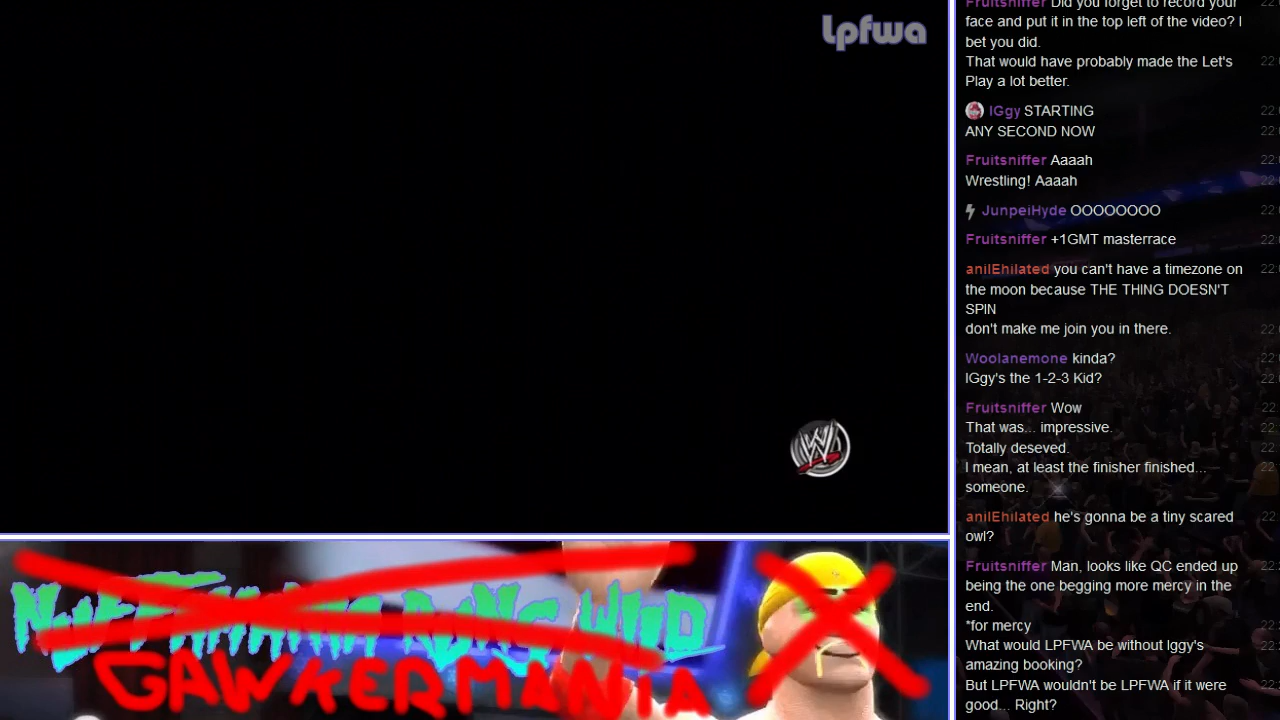 lpfwa
W
Fruitsniffer Did you forget to record your
face and put it in the top left of the video? I
bet you did.
That would have probably made the Let's
Play a lot better.
IGgy STARTING
ANY SECOND NOW
Fruitsniffer Aaaah
Wrestling! Aaaah
JunpeiHyde OOOOOOOO
Fruitsniffer +1GMT masterrace
anilEhilated you can't have a timezone on
the moon because THE THING DOESN'T
SPIN
don't make me join you in there.
Woolanemone kinda?
IGgy's the 1-2-3 Kid?
Fruitsniffer Wow
That was... impressive.
Totally deseved.
I mean, at least the finisher finished...
someone.
anilEhilated he's gonna be a tiny scared
owl?
Fruitsniffer Man, looks like QC ended up
being the one begging more mercy in the
end.
*for mercy
What would LPFWA be without Iggy's
amazing booking?
But LPFWA wouldn't be LPFWA if it were
good... Right?
RUNS WILD
GAWKERMANIA